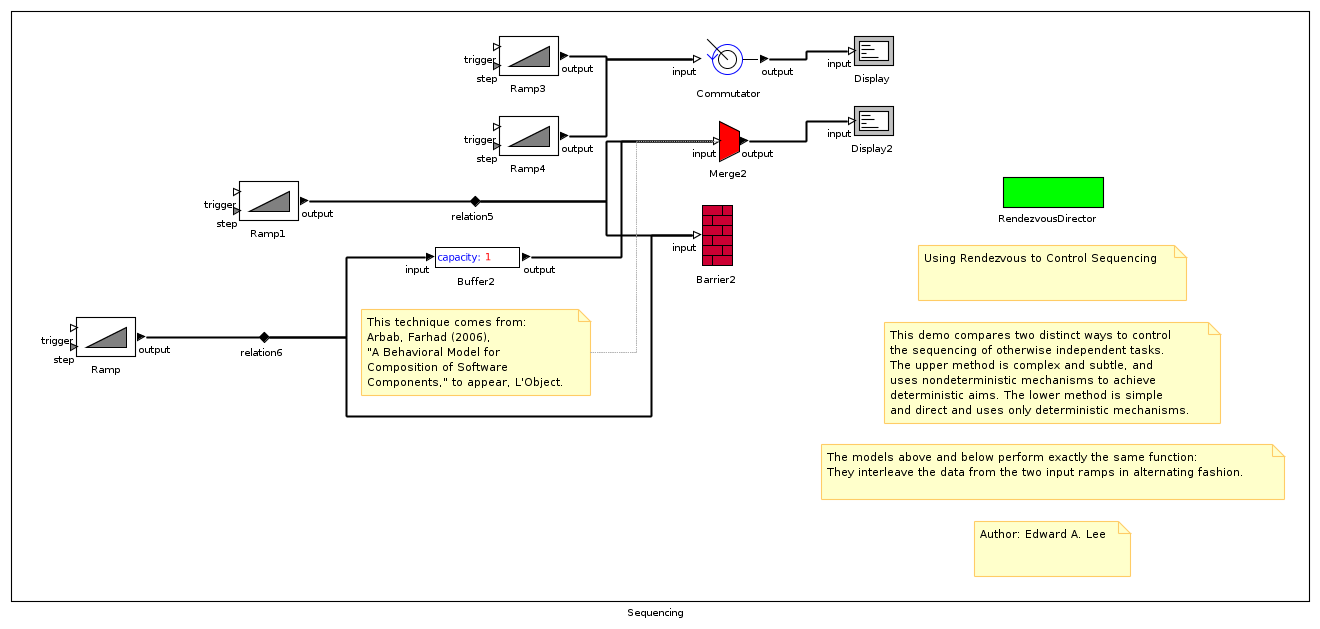 trigger
step
output
Ramp3
input
output
Commutator
input
Display
trigger
step
output
Ramp4
input
output
Merge2
input
Display2
trigger
step
output
Ramp1
relation5
input
Barrier2
input
capacity: 1
output
Buffer2
trigger
step
output
Ramp
relation6
This technique comes from:
Arbab, Farhad (2006),
"A Behavioral Model for
Composition of Software
Components," to appear, L'Object.
RendezvousDirector
Using Rendezvous to Control Sequencing
This demo compares two distinct ways to control
the sequencing of otherwise independent tasks.
The upper method is complex and subtle, and
uses nondeterministic mechanisms to achieve
deterministic aims. The lower method is simple
and direct and uses only deterministic mechanisms.
The models above and below perform exactly the same function:
They interleave the data from the two input ramps in alternating fashion.
Author: Edward A. Lee
Sequencing